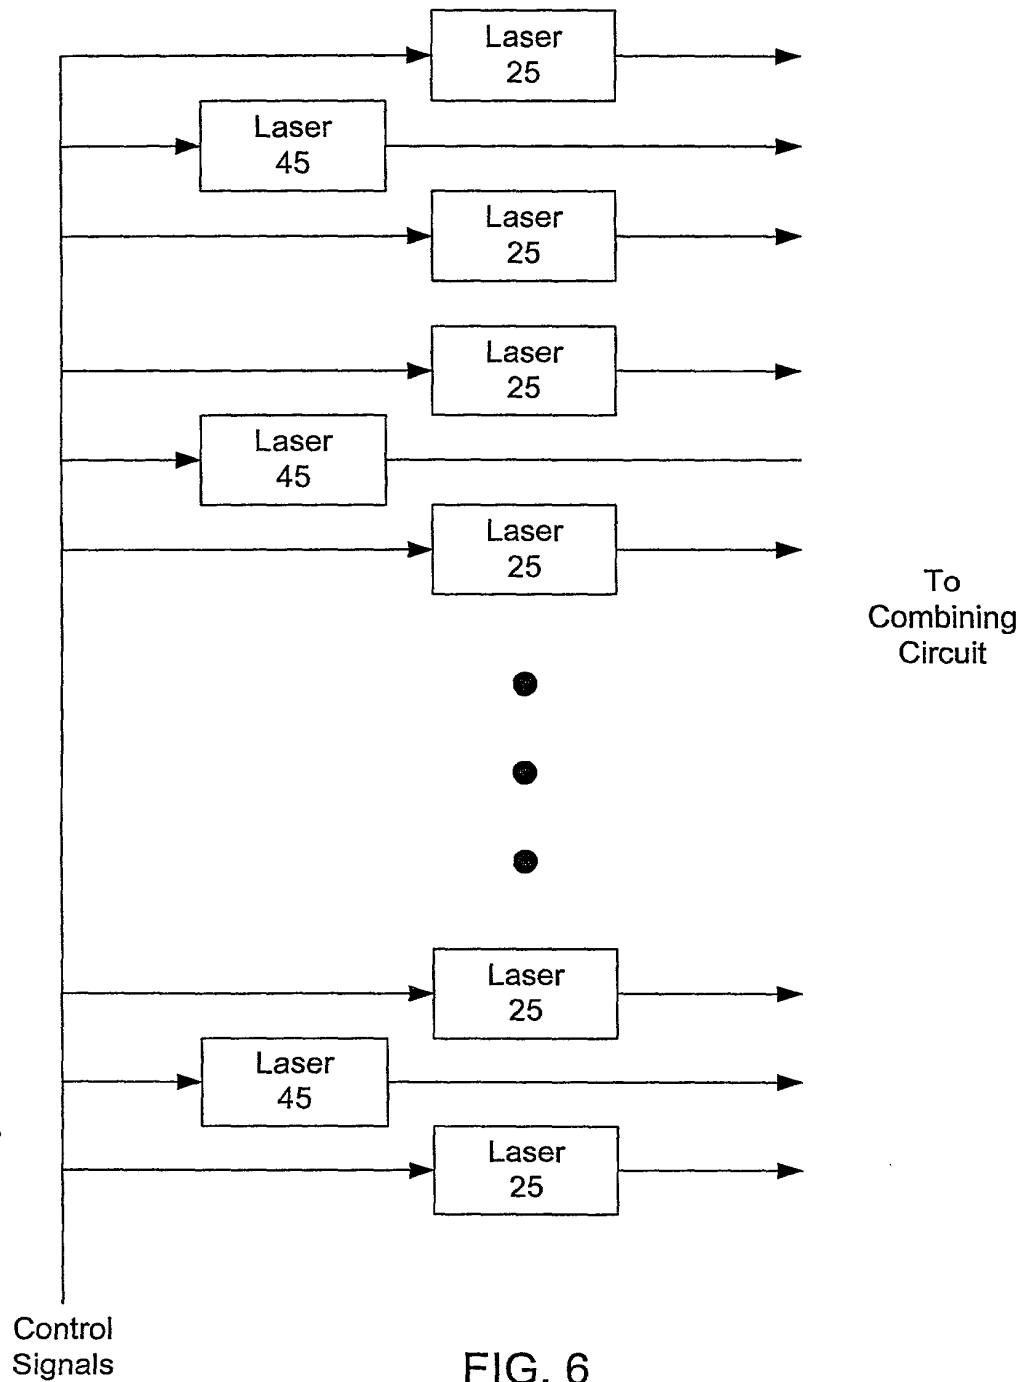 Laser
25
Laser
45
Laser
25
Laser
25
Laser
45
Laser
25
To
Combining
Circuit
Laser
25
Laser
45
Laser
25
Control
Signals
FIG. 6